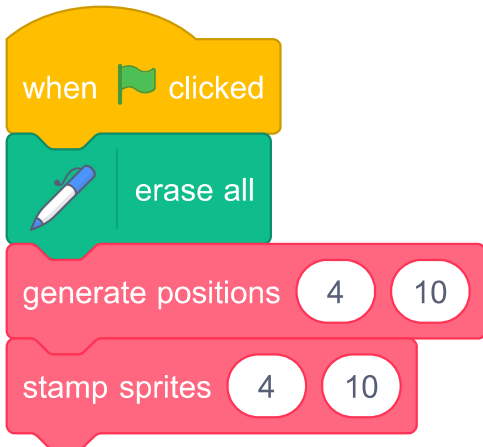 when clicked
erase all
generate positions 4 10
stamp sprites 4 10